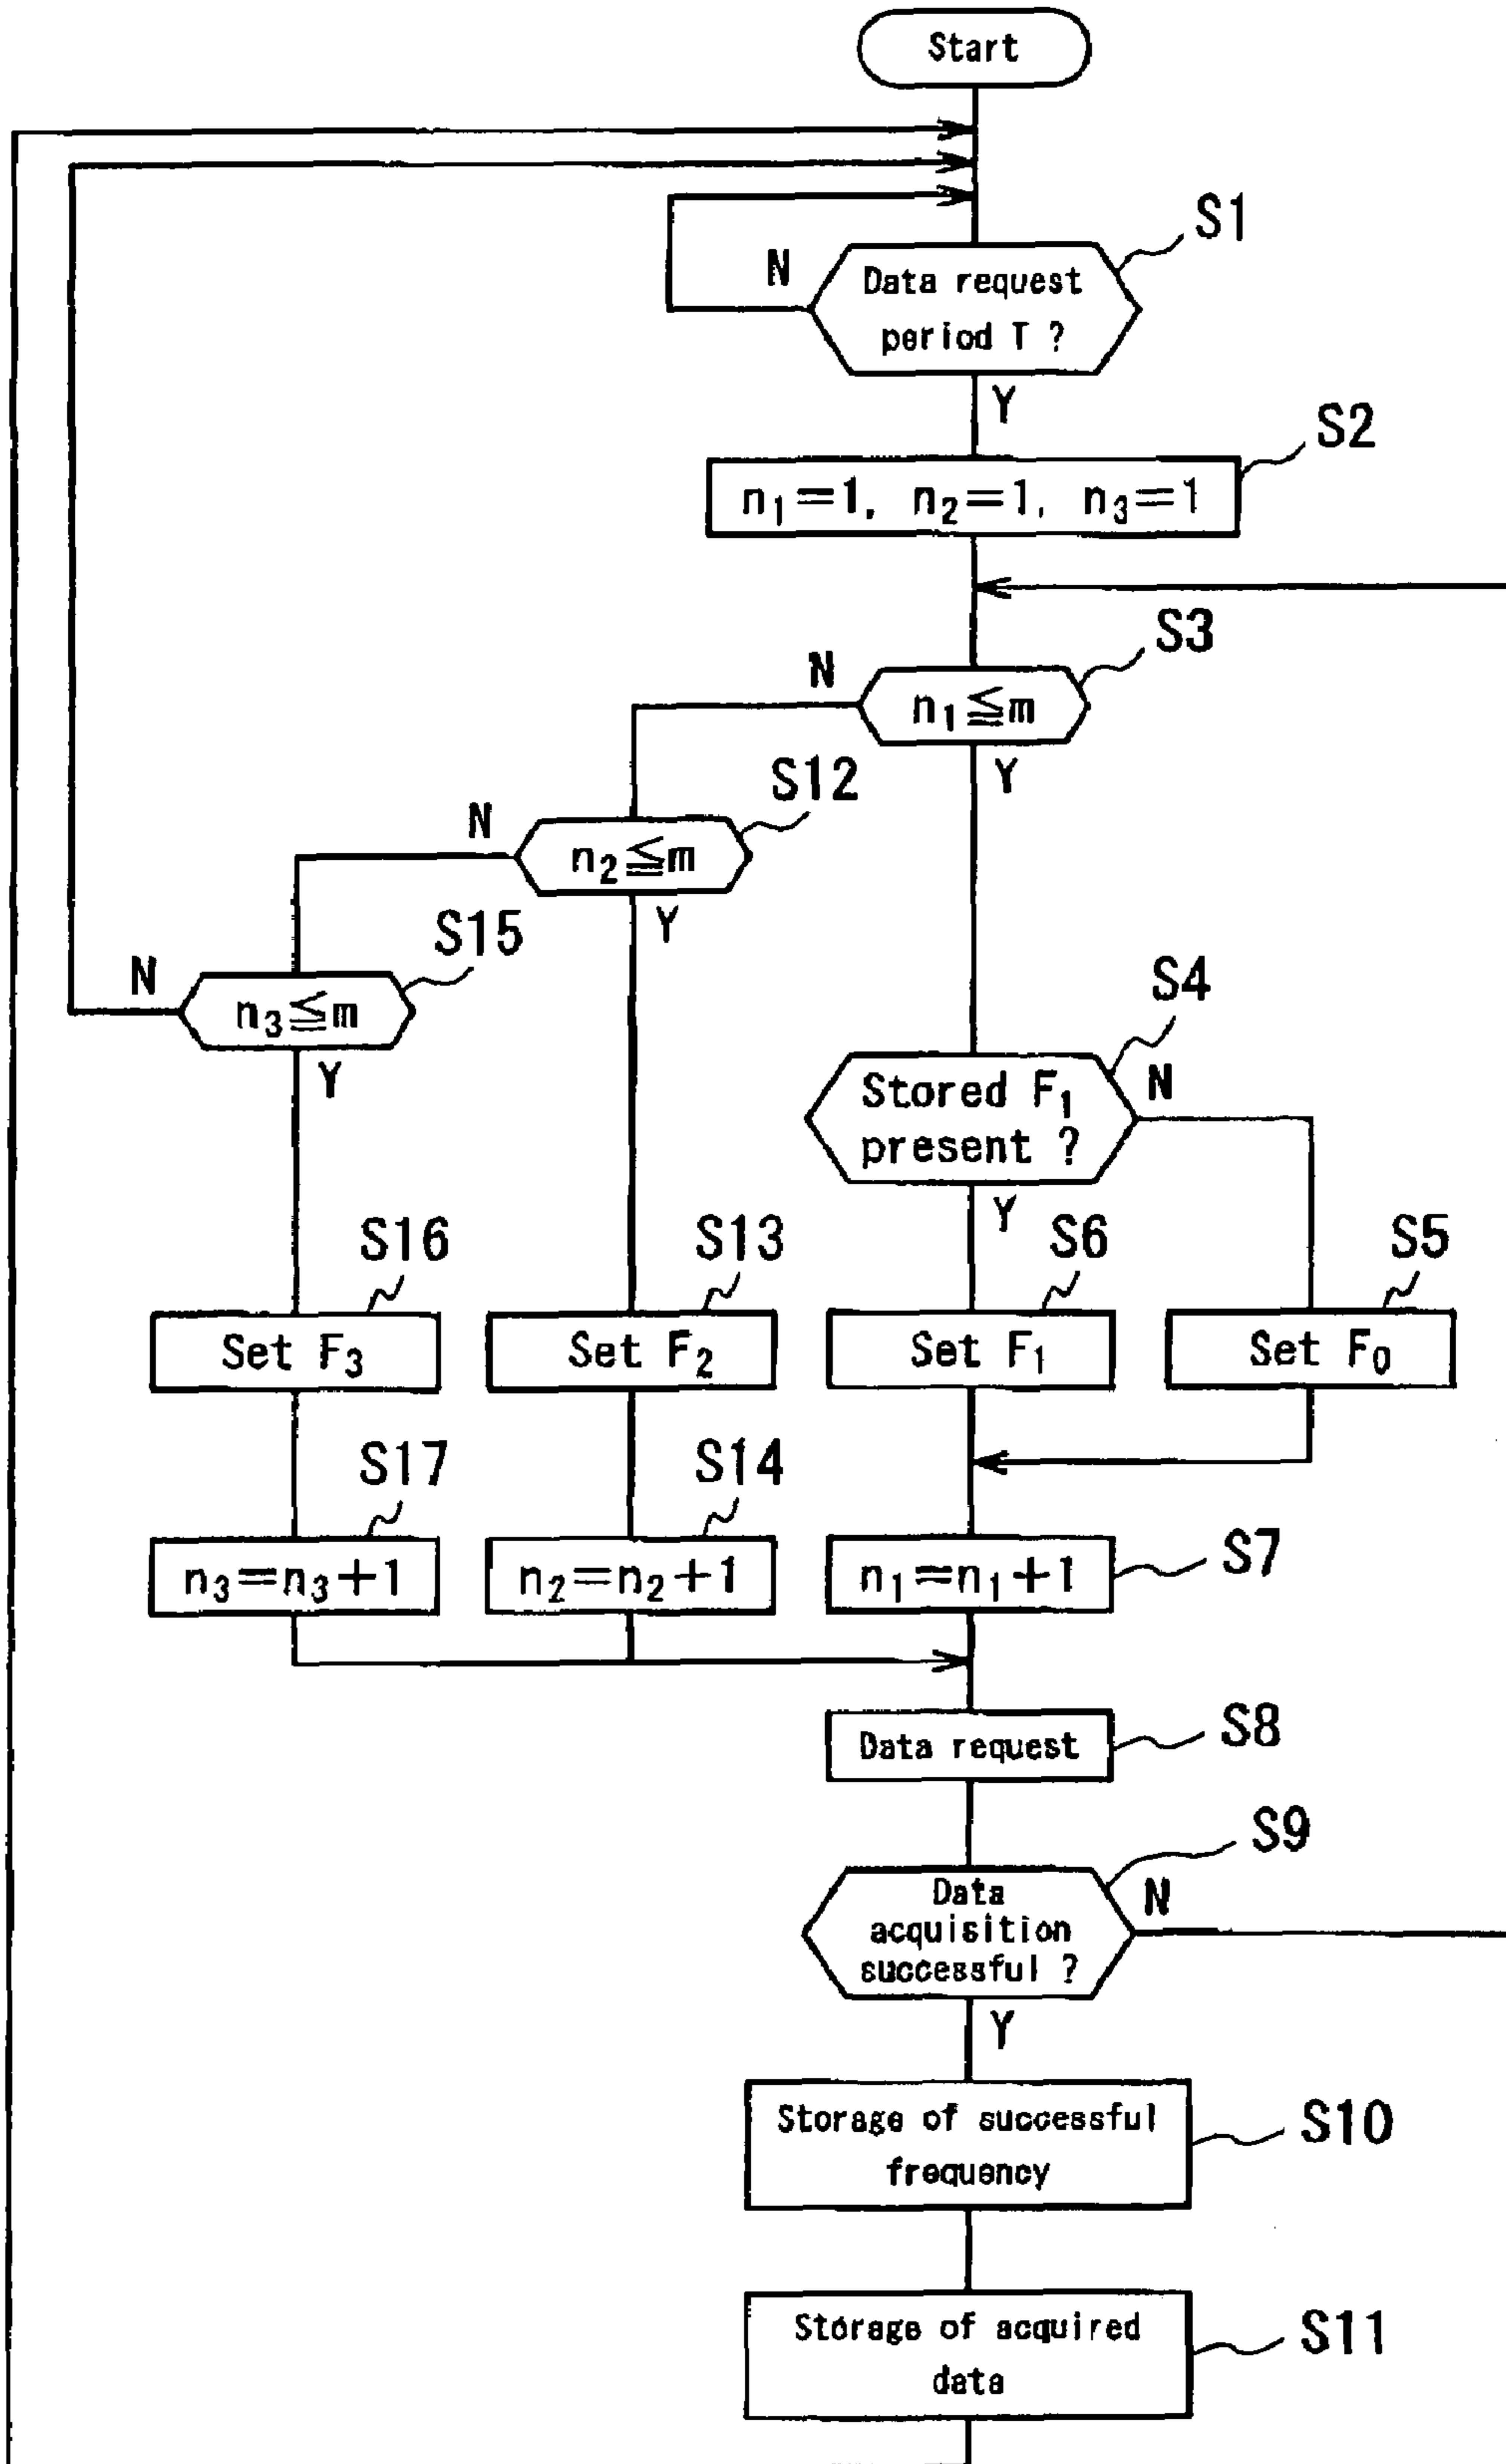 Start
S1
N
Data request
period T ?
Y
S2
n₁=1, n₂=1, n₃=1
S3
N
n₁≦m
Y
S12
N
n₂≦m
Y
S15
N
n₃≦m
Y
S4
N
Stored F₁
present ?
Y
S16
S13
S6
S5
Set F₃
Set F₂
Set F₁
Set F₀
S17
S14
S7
n₃=n₃+1
n₂=n₂+1
n₁=n₁+1
S8
Data request
S9
N
Data
acquisition
successful ?
Y
S10
Storage of successful
frequency
S11
Storage of acquired
data